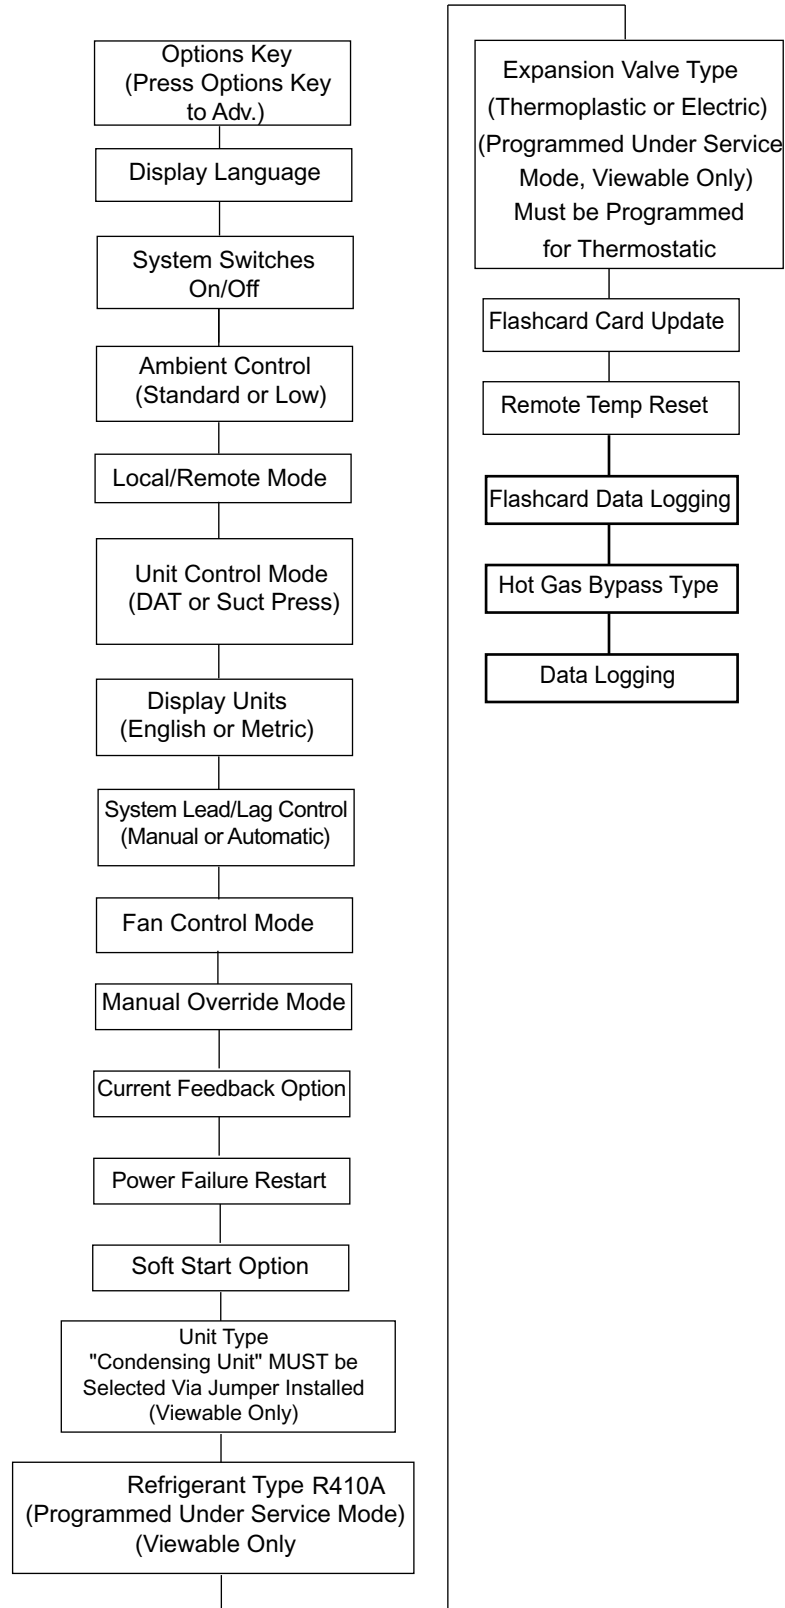 Options Key
(Press Options Key
to Adv.)
Display Language
System Switches
On/Off
Ambient Control
(Standard or Low)
Local/Remote Mode
Unit Control Mode
(DAT or Suct Press)
Display Units
(English or Metric)
System Lead/Lag Control
(Manual or Automatic)
Fan Control Mode
Manual Override Mode
Current Feedback Option
Power Failure Restart
Soft Start Option
Unit Type
"Condensing Unit" MUST be
Selected Via Jumper Installed
(Viewable Only)
Refrigerant Type R410A
(Programmed Under Service Mode)
(Viewable Only
Expansion Valve Type
(Thermoplastic or Electric)
(Programmed Under Service
Mode, Viewable Only)
Must be Programmed
for Thermostatic
Flashcard Card Update
Remote Temp Reset
Flashcard Data Logging
Hot Gas Bypass Type
Data Logging